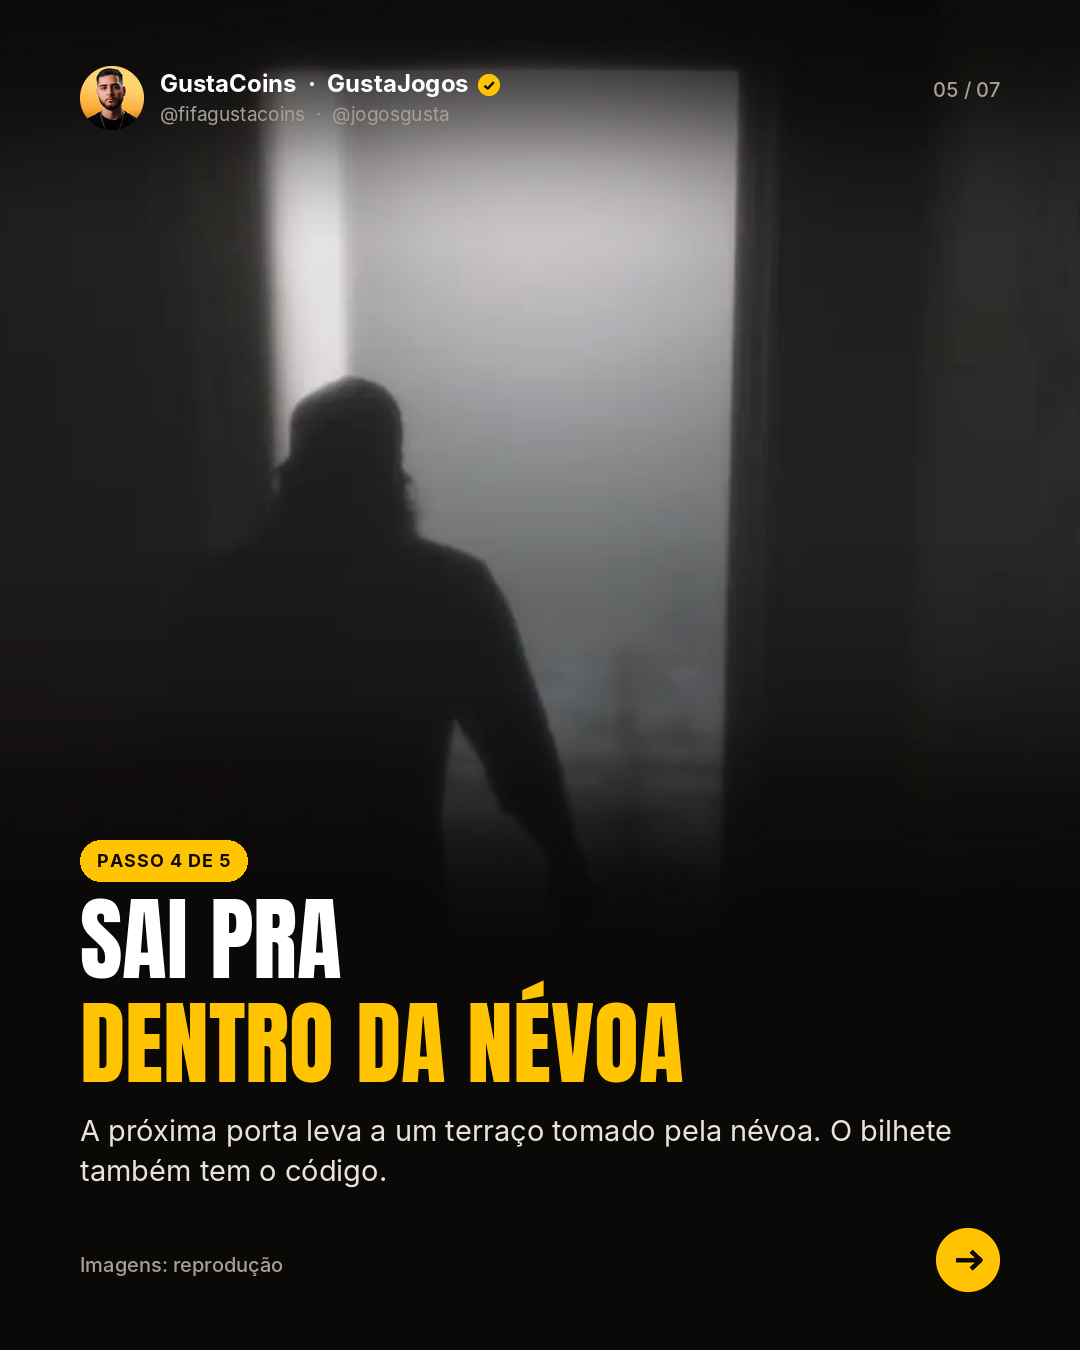 GustaCoins · GustaJogos
@fifagustacoins · @jogosgusta
05 / 07
PASSO 4 DE 5
SAI PRA
DENTRO DA NÉVOA
A próxima porta leva a um terraço tomado pela névoa. O bilhete
também tem o código.
Imagens: reprodução